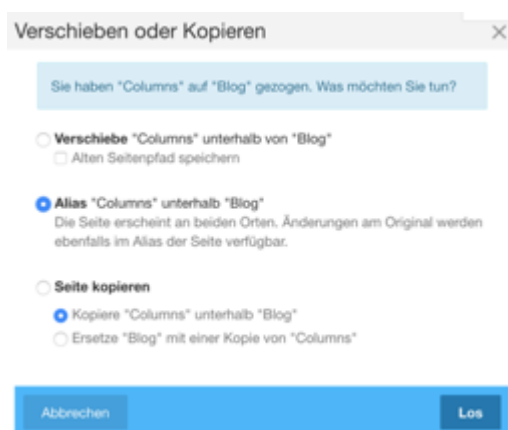 Verschieben oder Kopieren
Sie haben "Columns" auf "Blog" gezogen. Was möchten Sie tun?
Verschiebe "Columns" unterhalb von "Blog"
Alten Seitenpfad speichern
Alias "Columns" unterhalb "Blog"
Die Seite erscheint an beiden Orten. Änderungen am Original werden
ebenfalls im Alias der Seite verfügbar.
Seite kopieren
Kopiere "Columns" unterhalb "Blog"
Ersetze "Blog" mit einer Kopie von "Columns"
Abbrechen
Los